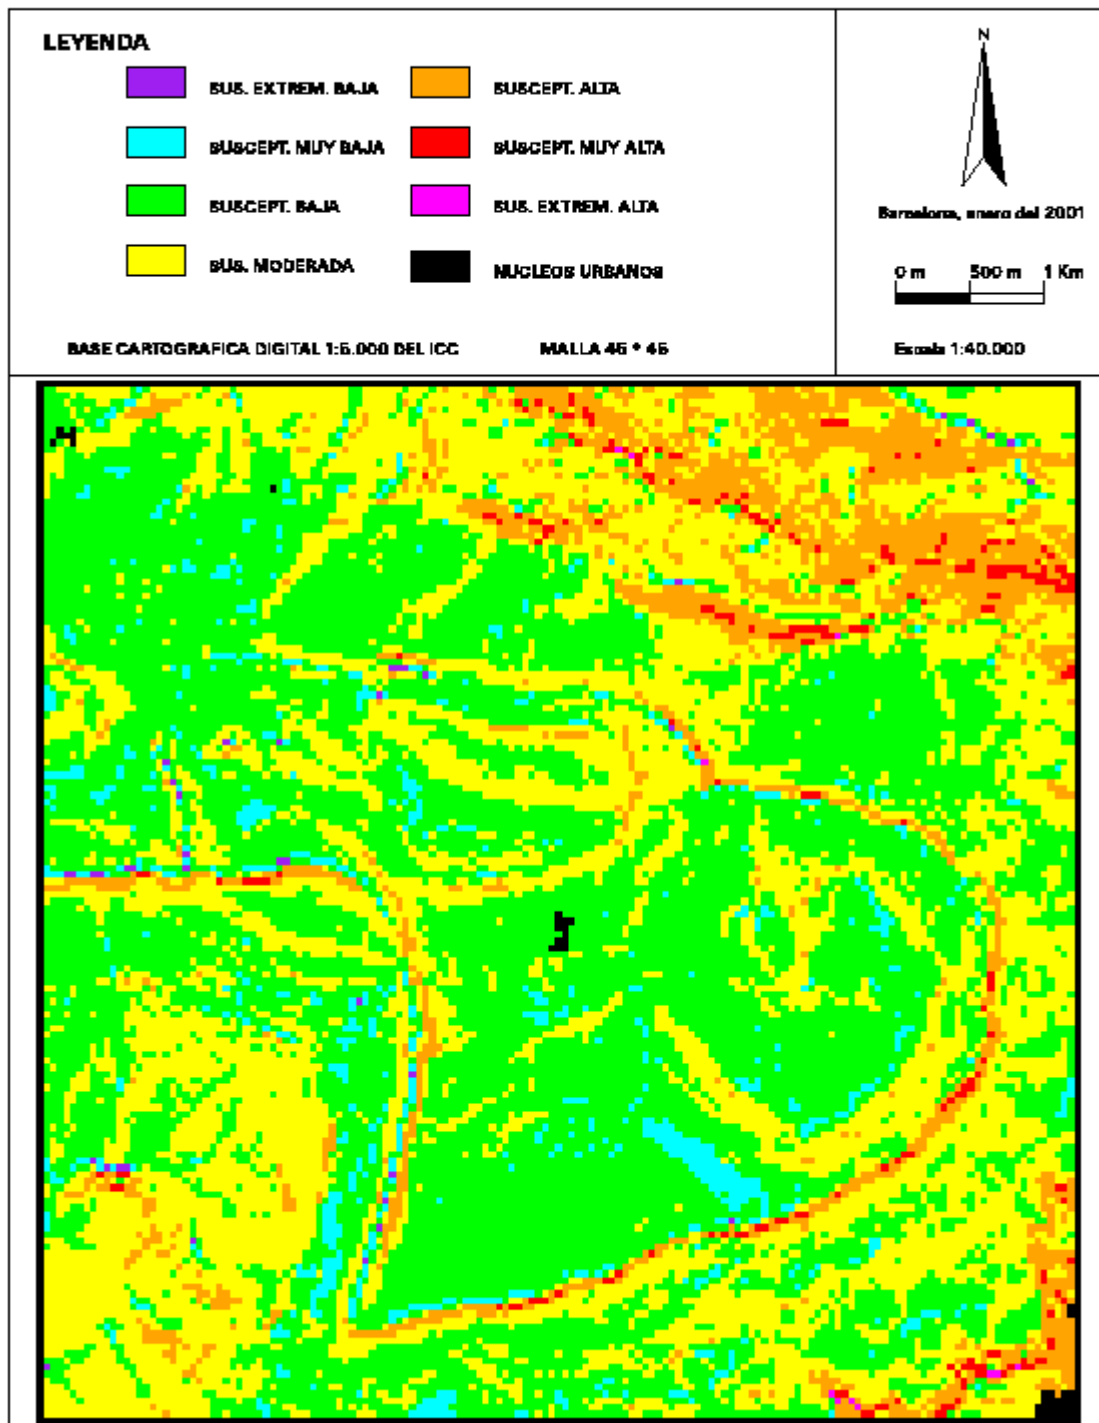 LEYENDA
SUS. EXTREM. BAJA
SUSCEPT. MUY BAJA
SUSCEPT. BAJA
SUS. MODERADA
SUSCEPT. ALTA
SUSCEPT. MUY ALTA
SUS. EXTREM. ALTA
NUCLEOS URBANOS
BASE CARTOGRAFICA DIGITAL 1:5.000 DEL ICC
MALLA 45 * 45
N
Barcelona, enero del 2001
0 m 500 m 1 Km
Escala 1:40.000